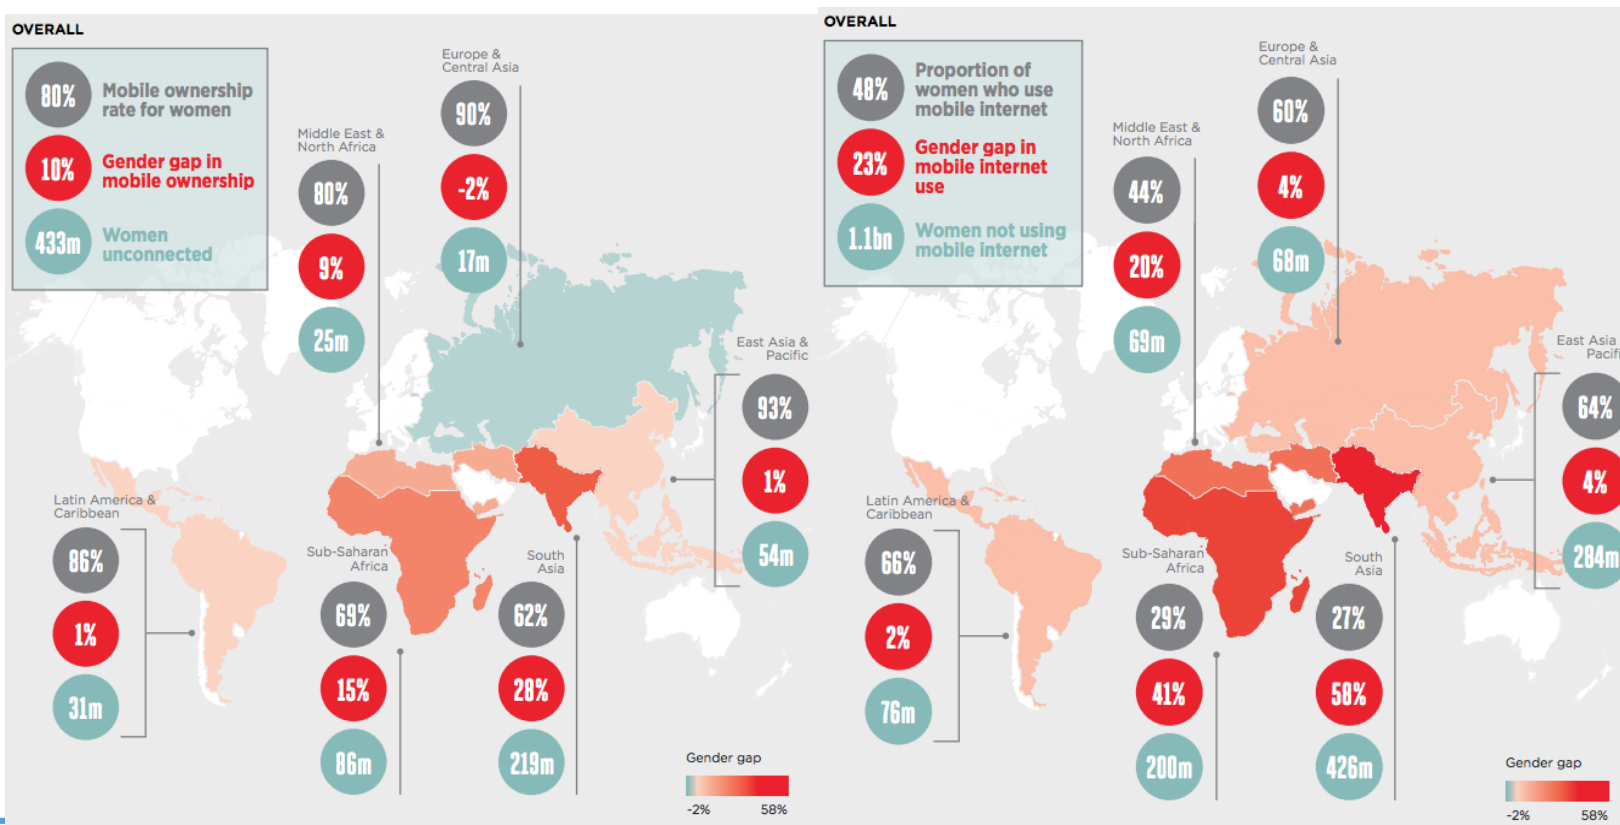 OVERALL
80%
Mobile ownership
rate for women
10%
Gender gap in
mobile ownership
433m
Women
unconnected
Europe &
Central Asia
90%
-2%
17m
Middle East &
North Africa
80%
9%
25m
East Asia &
Pacific
93%
1%
54m
Latin America &
Caribbean
86%
1%
31m
Sub-Saharan
Africa
69%
15%
86m
South
Asia
62%
28%
219m
Gender gap
-2%
58%
OVERALL
48%
Proportion of
women who use
mobile internet
23%
Gender gap in
mobile internet
use
1.1bn
Women not using
mobile internet
Europe &
Central Asia
60%
4%
68m
Middle East &
North Africa
44%
20%
69m
East Asia
Pacifi
64%
4%
284m
Latin America &
Caribbean
66%
2%
76m
Sub-Saharan
Africa
29%
41%
200m
South
Asia
27%
58%
426m
Gender gap
-2%
58%